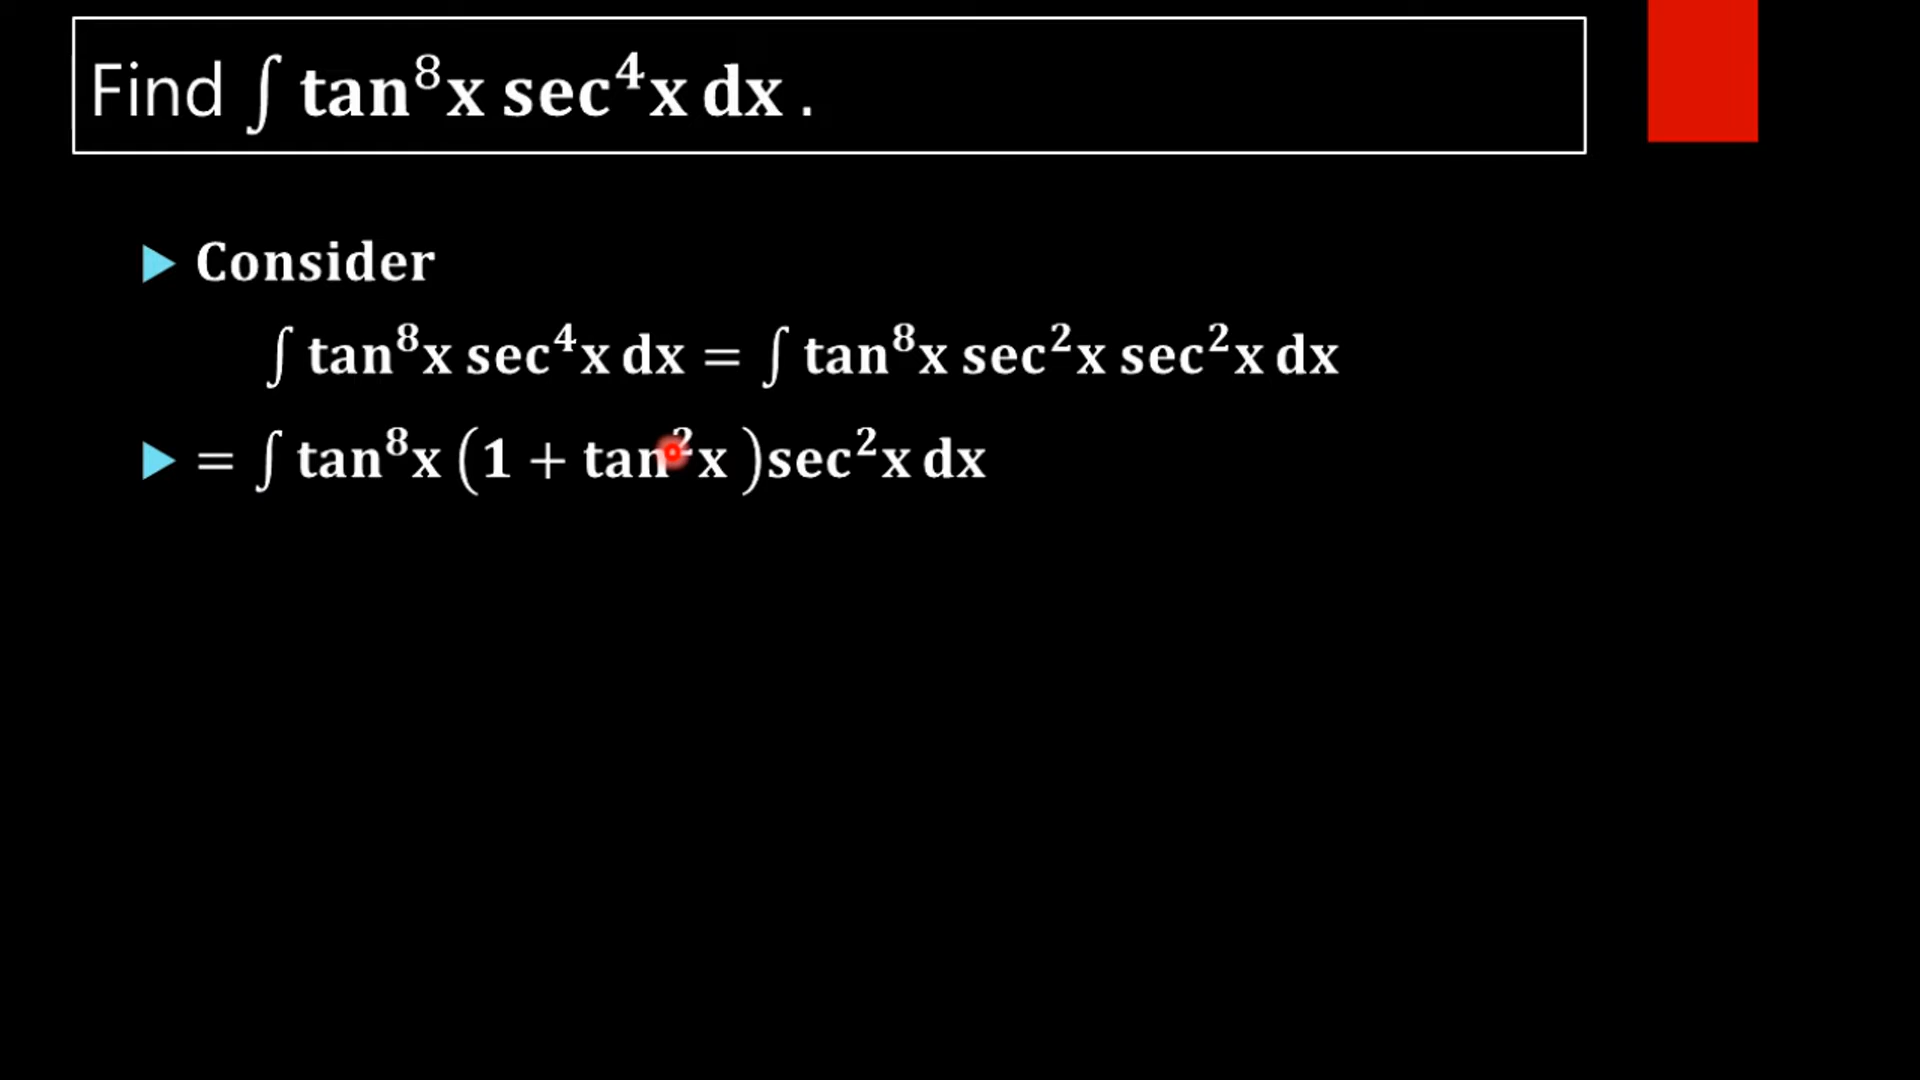 Find ∫ tan⁸x sec⁴x dx .
Consider
∫ tan⁸x sec⁴x dx = ∫ tan⁸x sec²x sec²x dx
= ∫ tan⁸x (1 + tan²x )sec²x dx